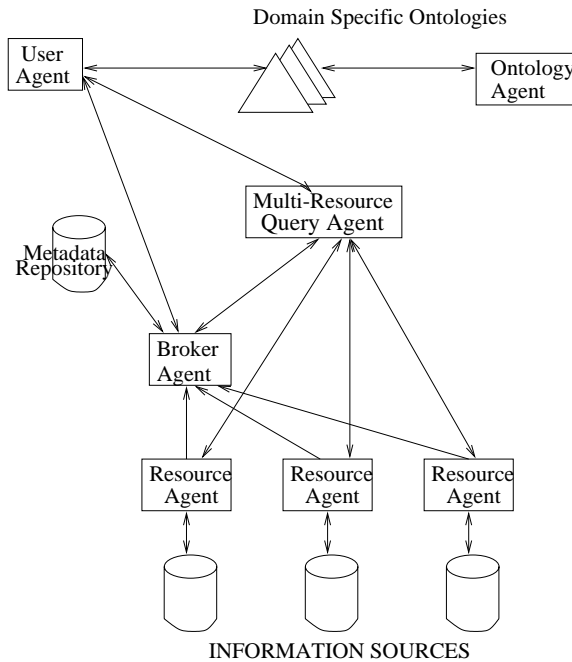 Domain Specific Ontologies
User
Agent
Ontology
Agent
Multi-Resource
Query Agent
Metadata
Repository
Broker
Agent
Resource
Agent
Resource
Agent
Resource
Agent
INFORMATION SOURCES